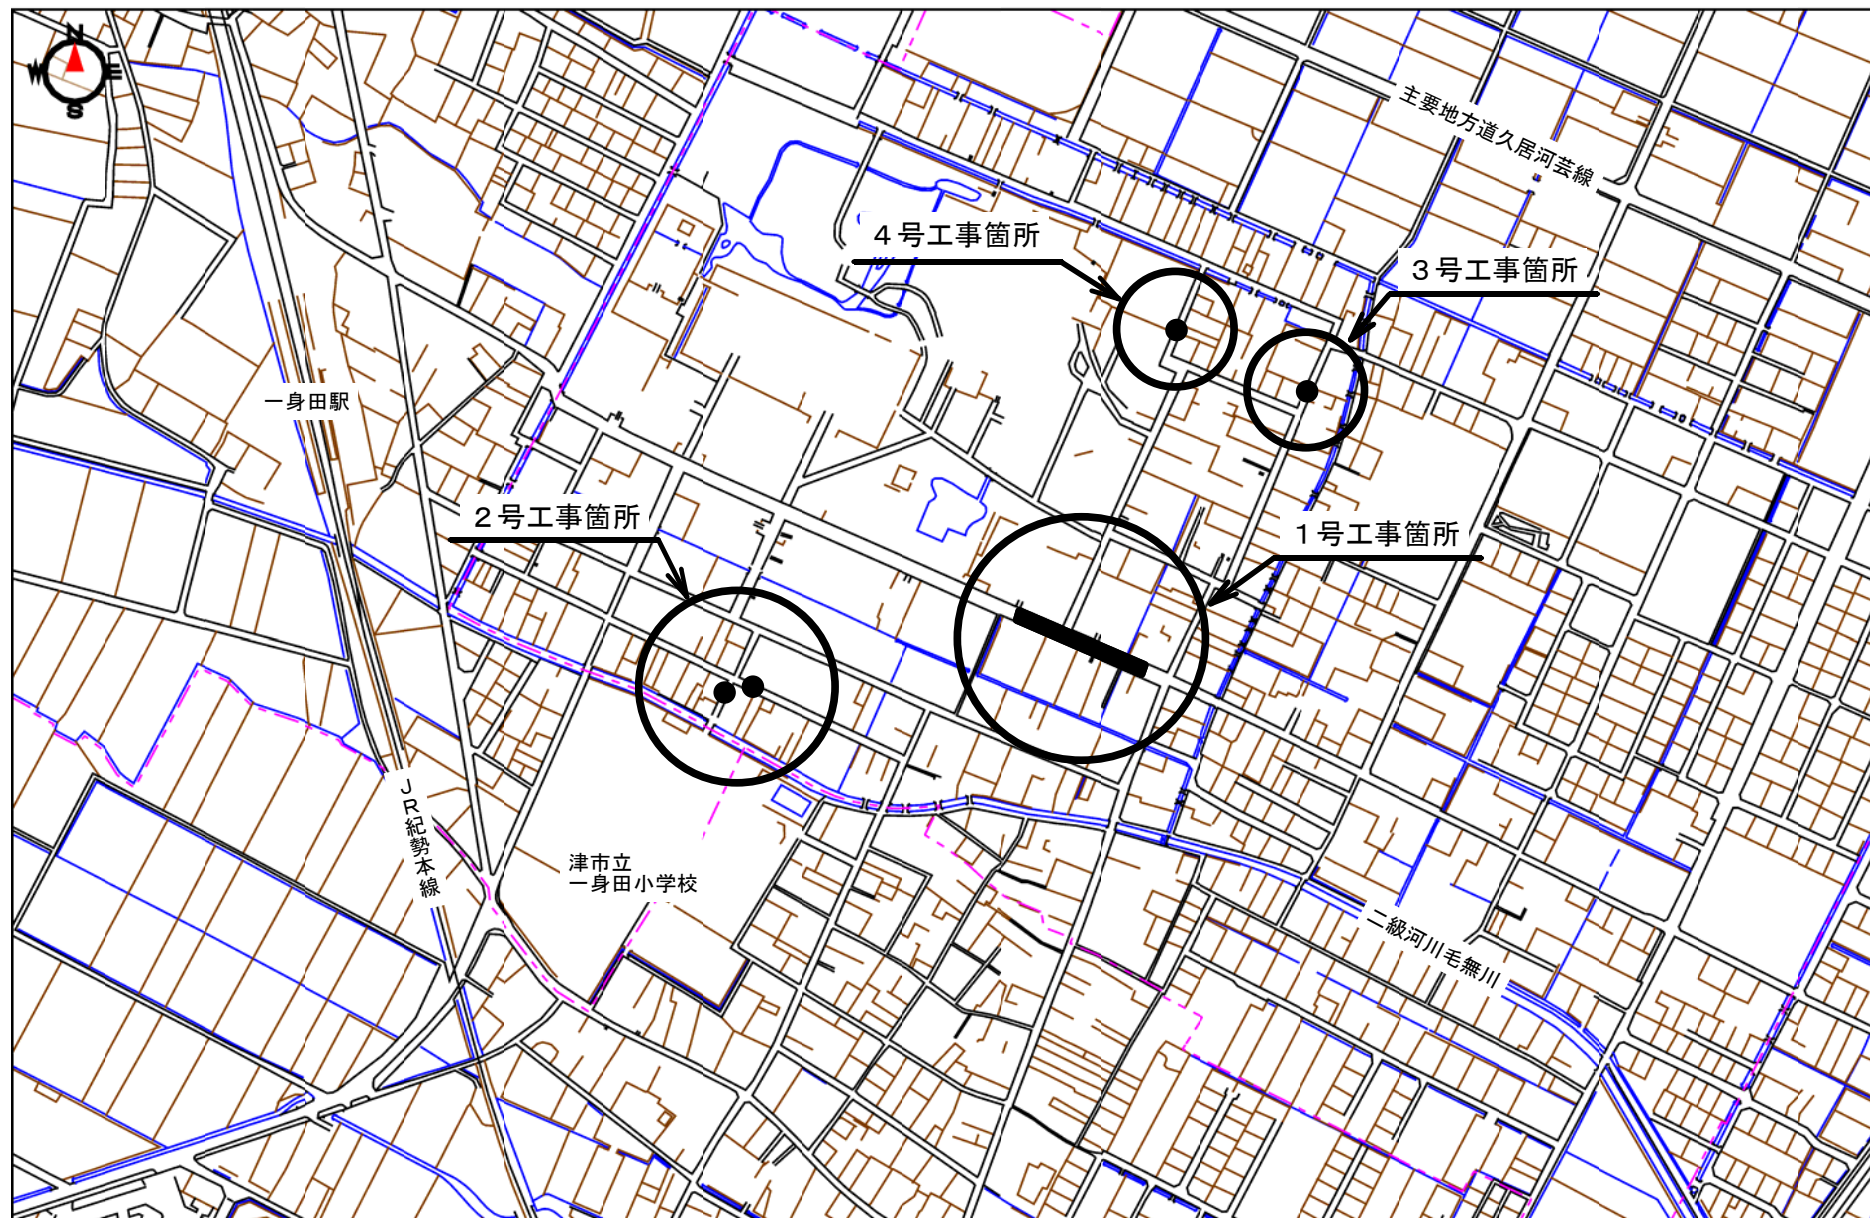 N
W
E
S
主要地方道久居河芸線
４号工事箇所
３号工事箇所
一身田駅
２号工事箇所
１号工事箇所
ＪＲ紀勢本線
津市立
一身田小学校
二級河川毛無川